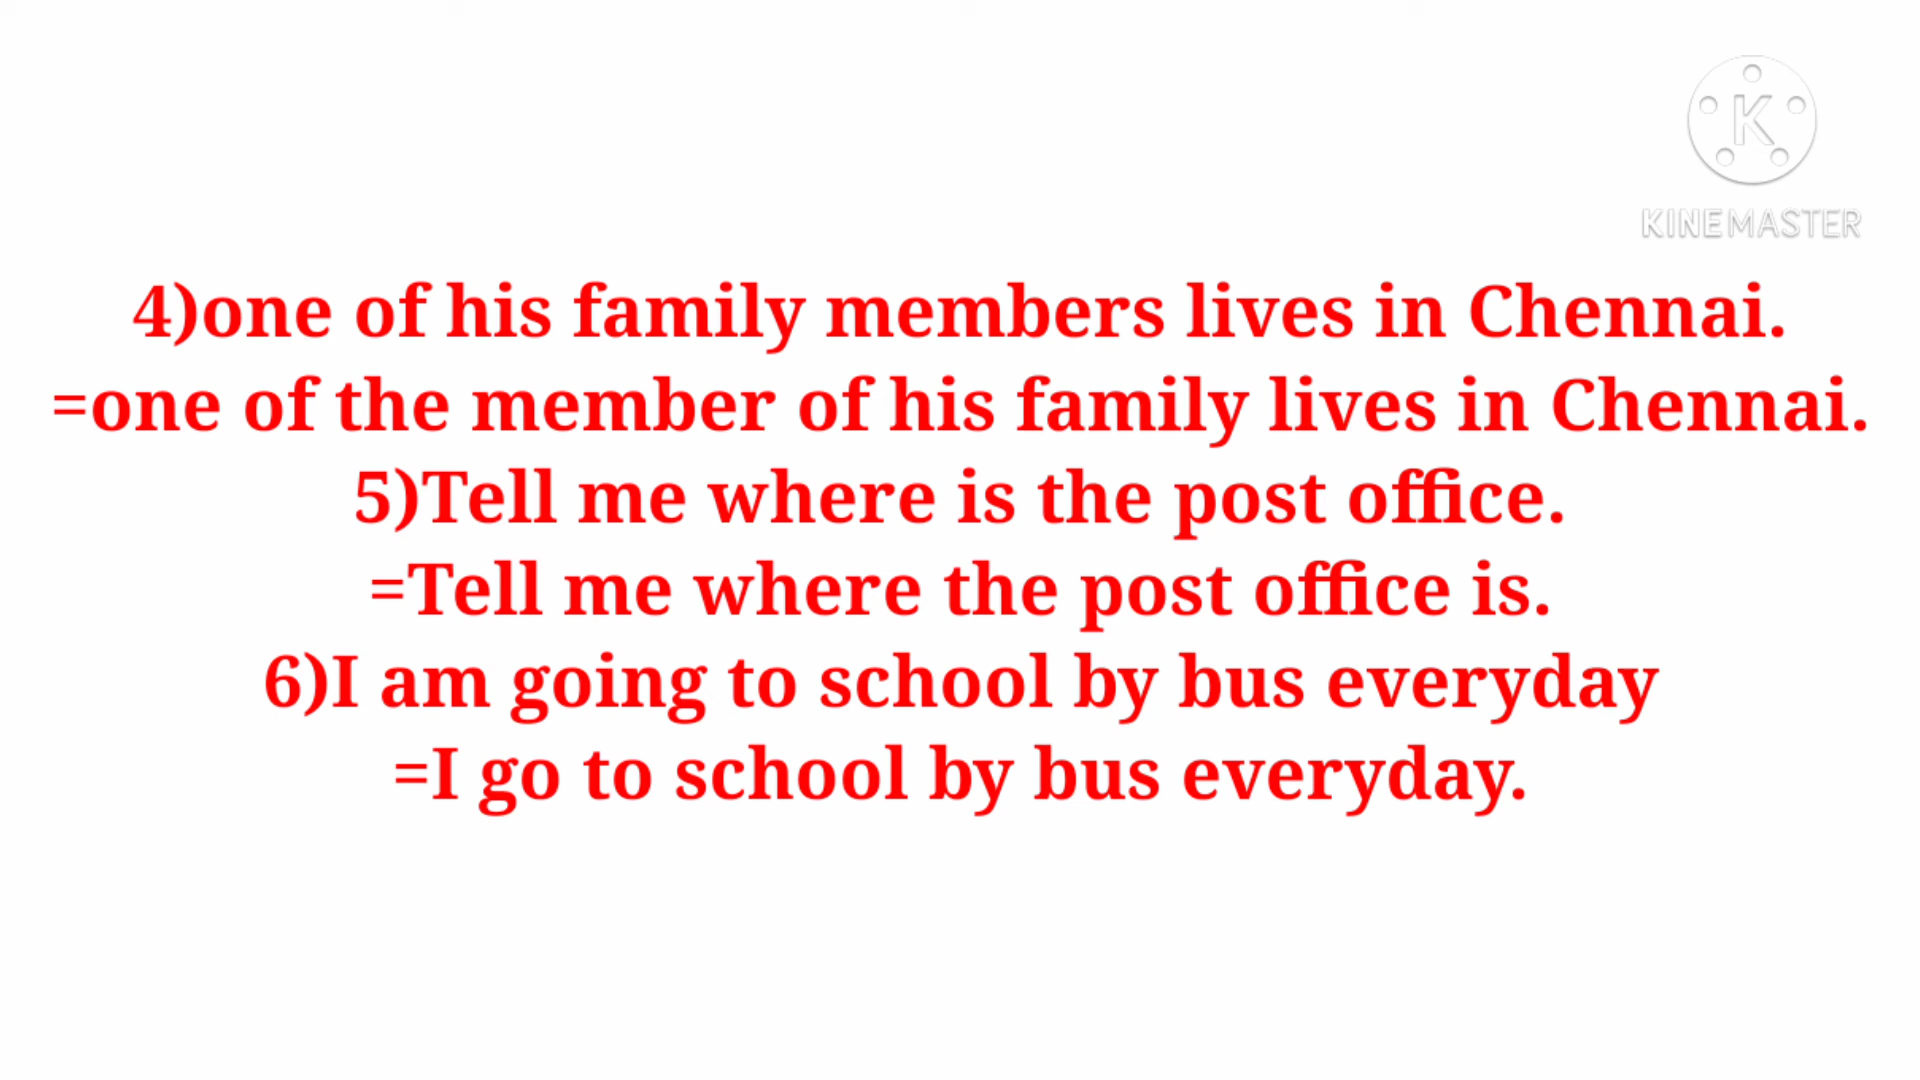 K
KINEMASTER
4)one of his family members lives in Chennai.
=one of the member of his family lives in Chennai.
5)Tell me where is the post office.
=Tell me where the post office is.
6)I am going to school by bus everyday
=I go to school by bus everyday.